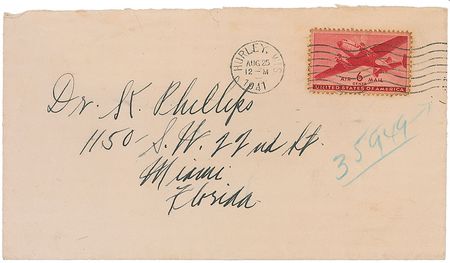 HURLEY, WIS.
AUG 25
12 - M
1941
6
CENTS
AIR MAIL
UNITED STATES OF AMERICA
Dr. S.K. Phillips
1150 - S.W. 22nd St.
Miami
Florida.
35949-